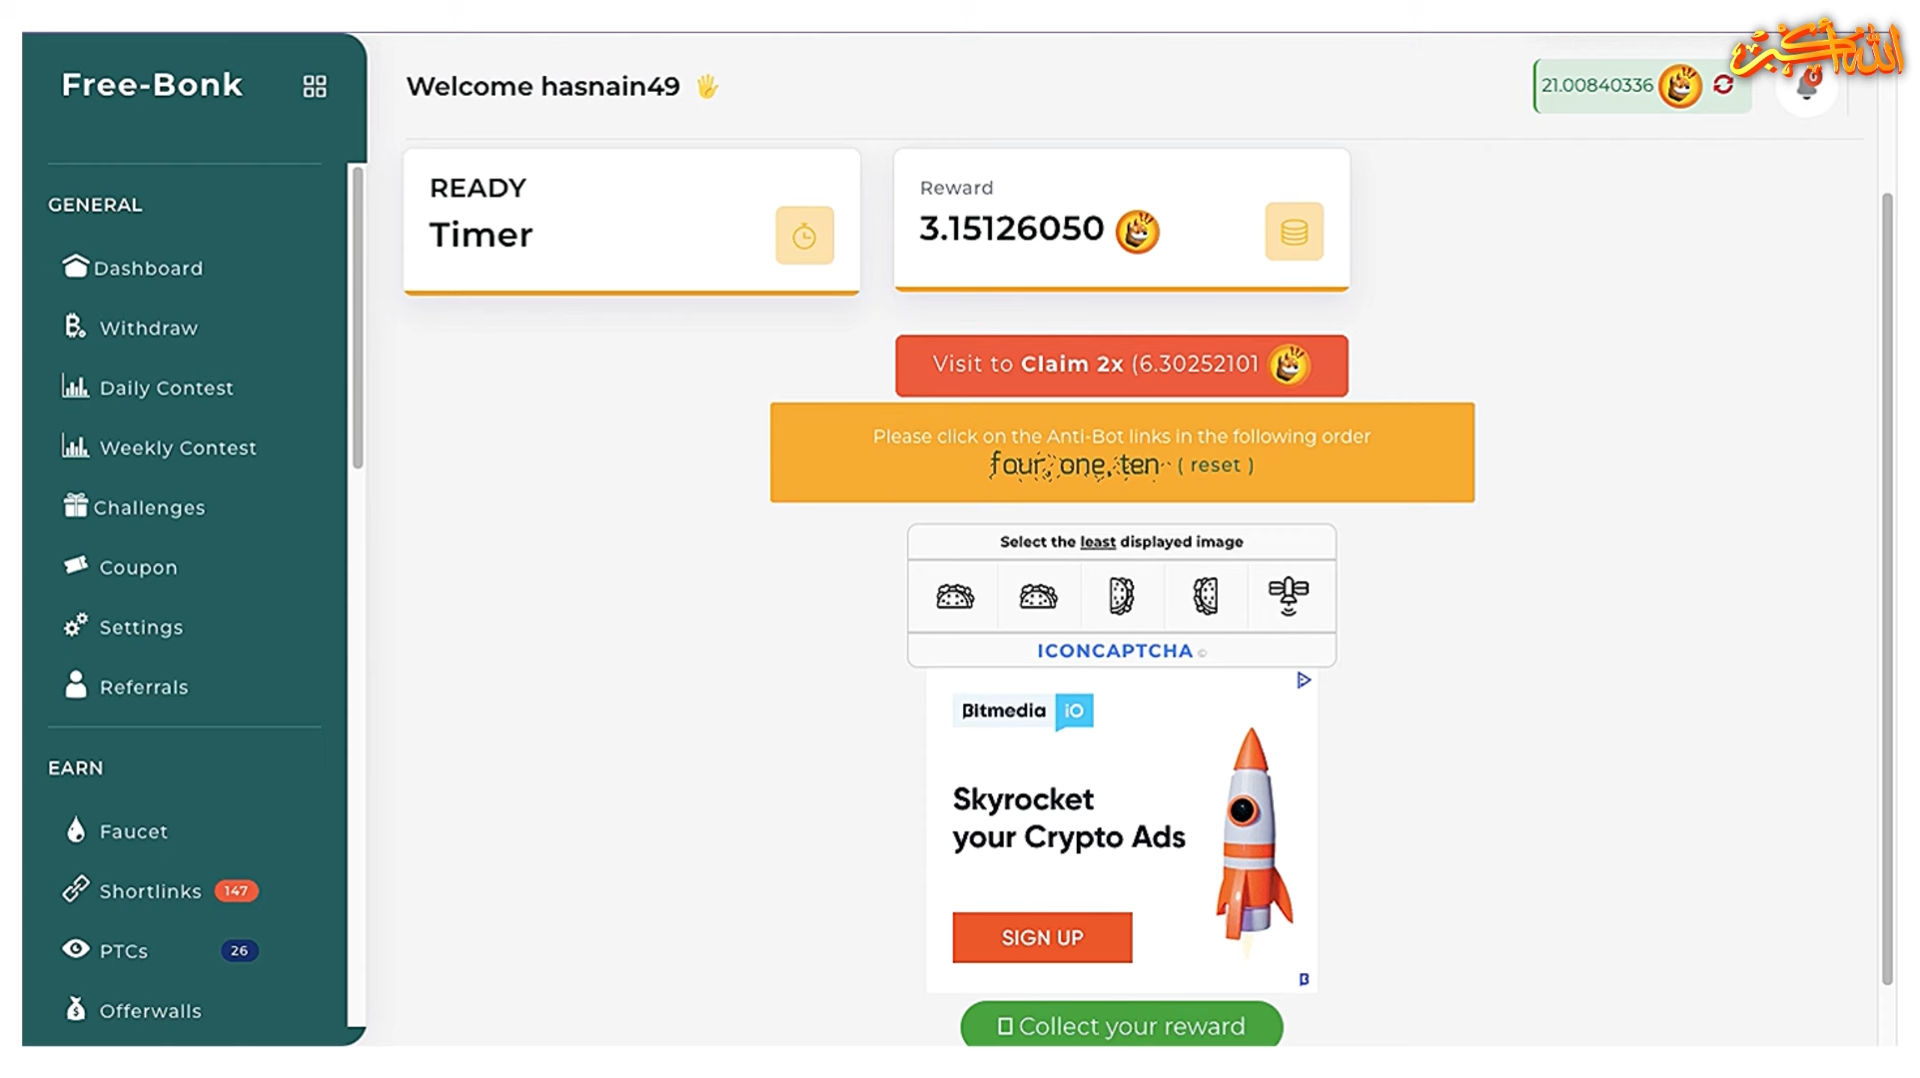 Free-Bonk
GENERAL
Dashboard
Withdraw
Daily Contest
Weekly Contest
Challenges
Coupon
Settings
Referrals
EARN
Faucet
Shortlinks 147
PTCs 26
Offerwalls
Welcome hasnain49
21.00840336
الله أكبر
READY
Timer
Reward
3.15126050
Visit to Claim 2x (6.30252101
Please click on the Anti-Bot links in the following order
four, one, ten ( reset )
Select the least displayed image
ICONCAPTCHA ©
Bitmedia iO
Skyrocket
your Crypto Ads
SIGN UP
Collect your reward